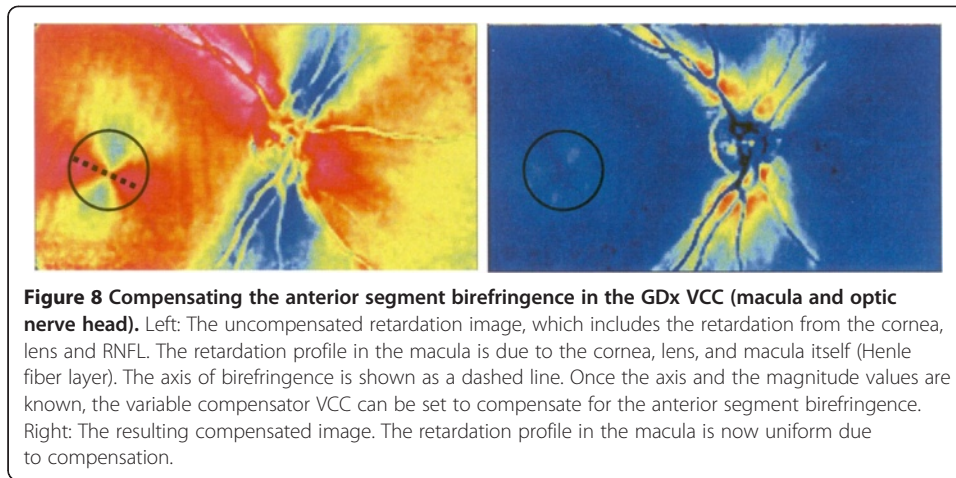 Figure 8 Compensating the anterior segment birefringence in the GDx VCC (macula and optic
nerve head). Left: The uncompensated retardation image, which includes the retardation from the cornea,
lens and RNFL. The retardation profile in the macula is due to the cornea, lens, and macula itself (Henle
fiber layer). The axis of birefringence is shown as a dashed line. Once the axis and the magnitude values are
known, the variable compensator VCC can be set to compensate for the anterior segment birefringence.
Right: The resulting compensated image. The retardation profile in the macula is now uniform due
to compensation.